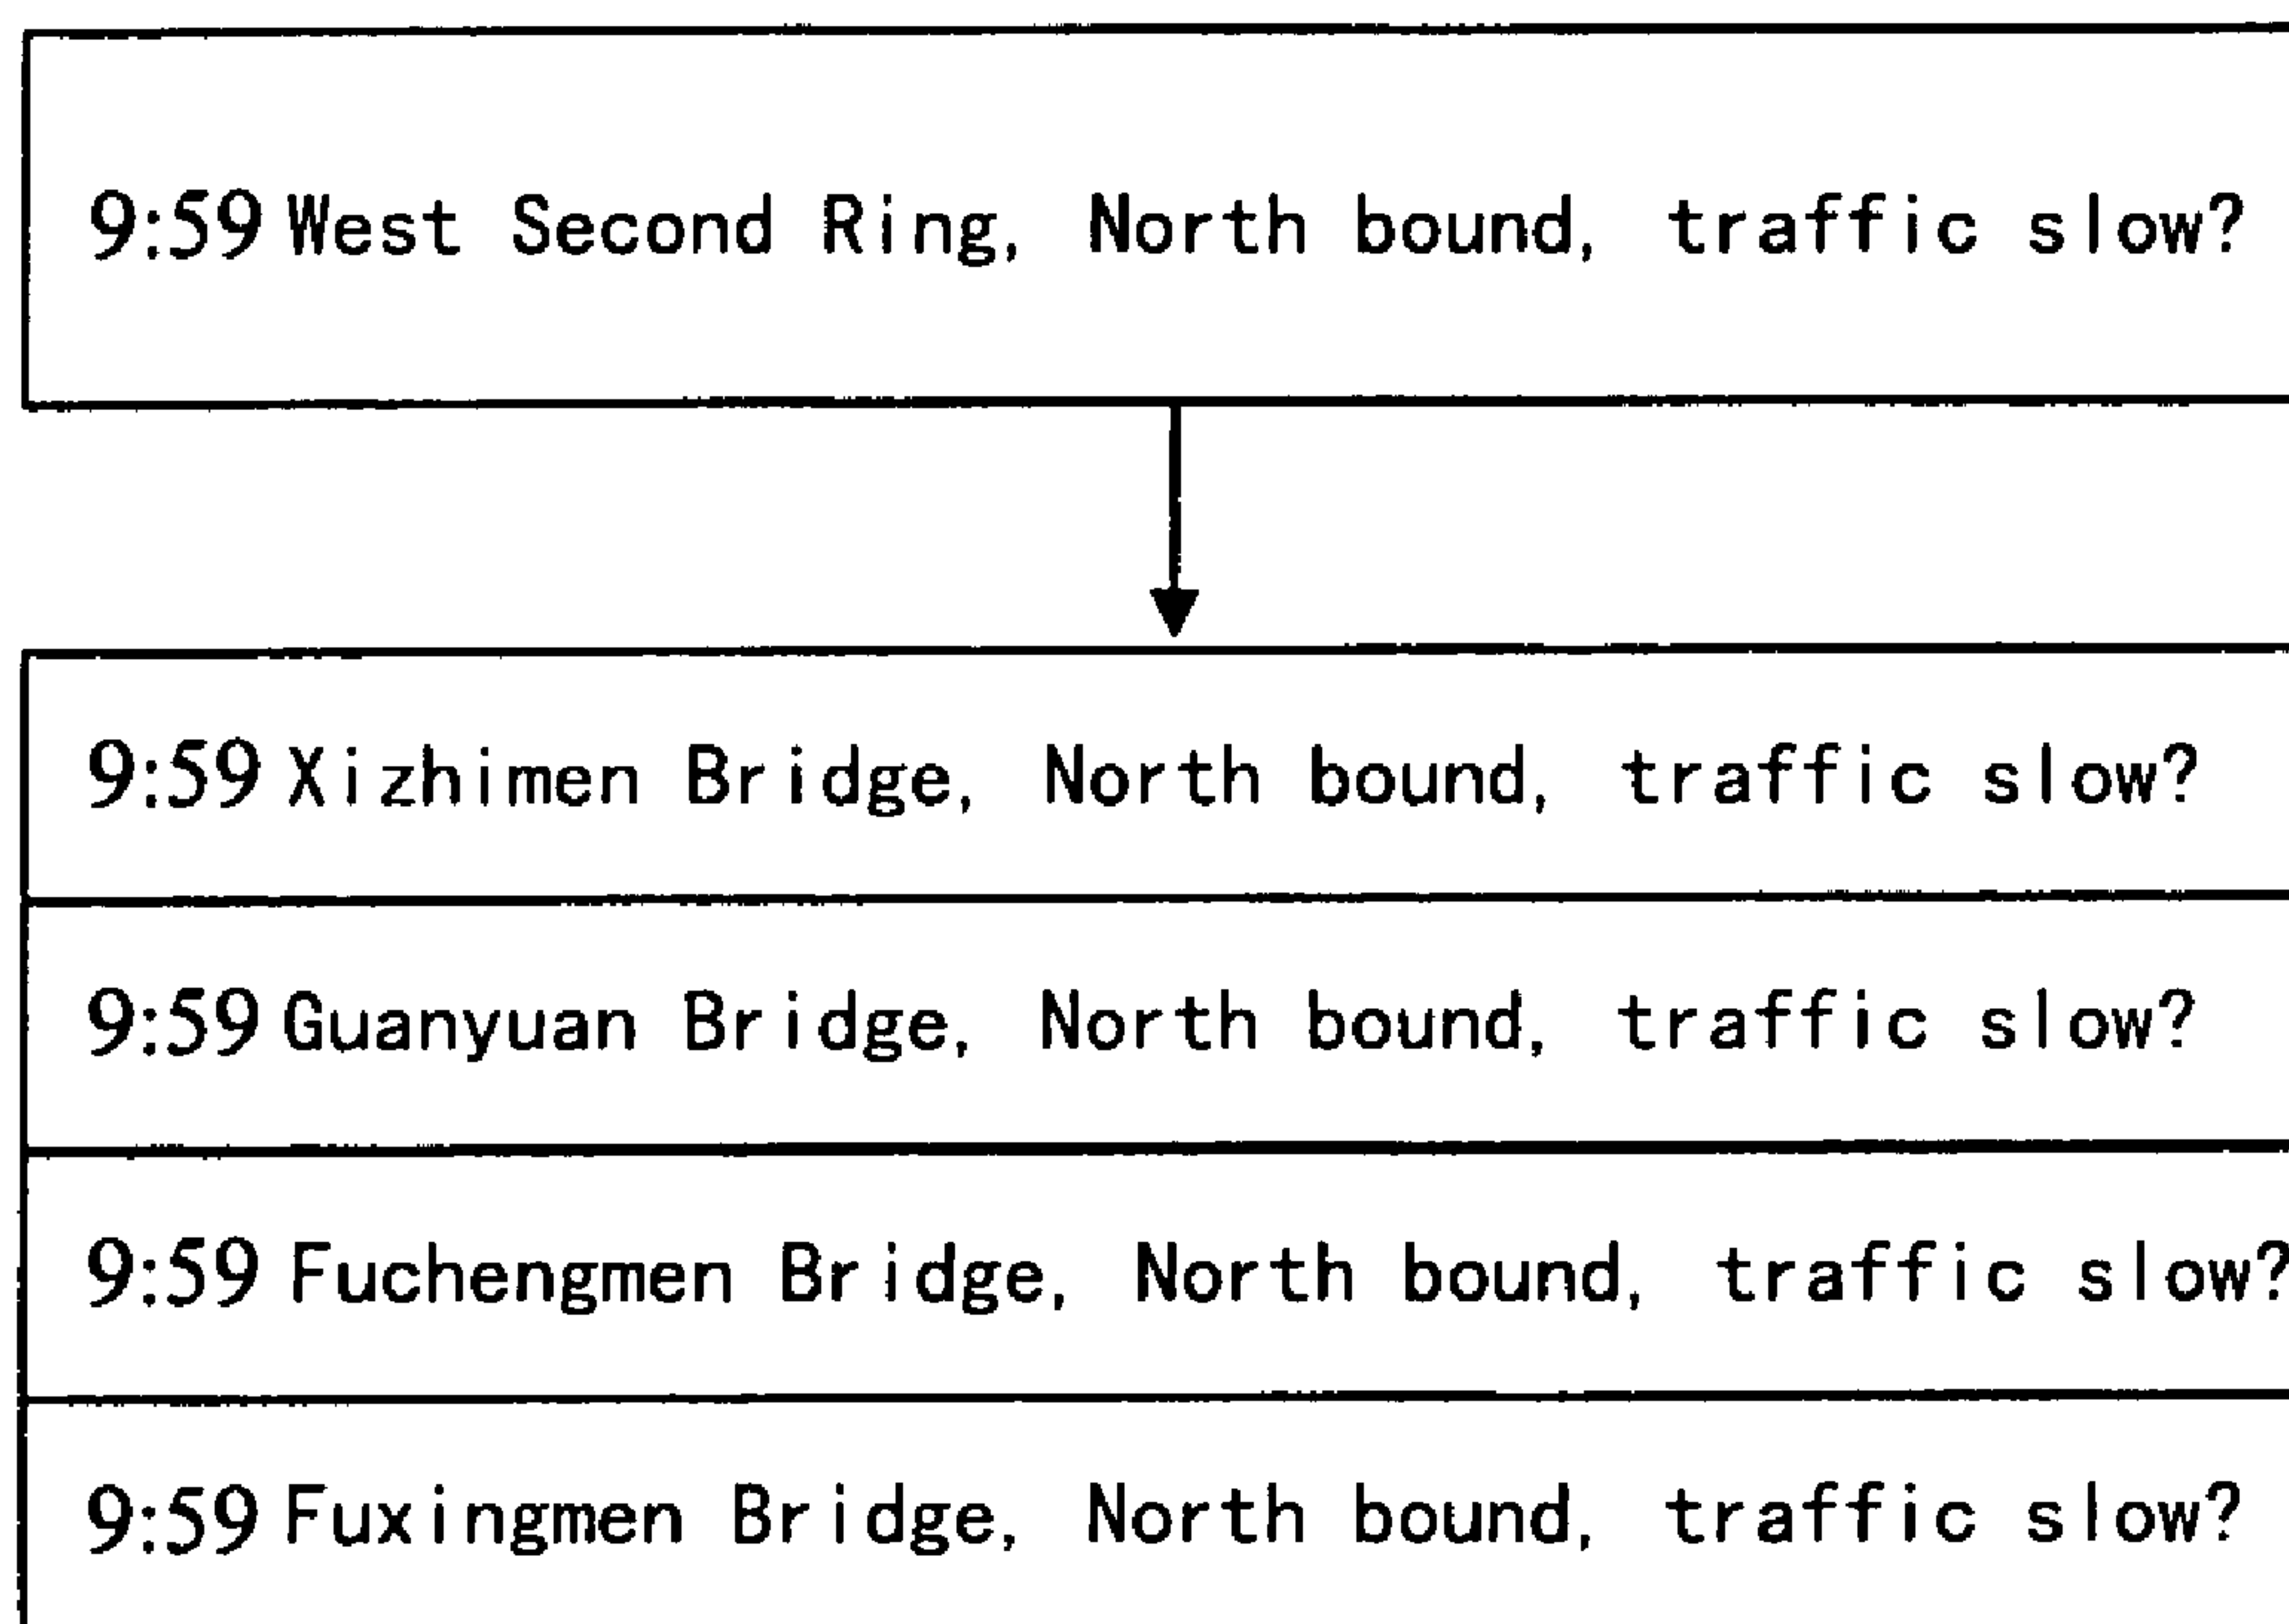 9:59 West Second Ring, North bound, traffic slow?
9:59 Xizhimen Bridge, North bound, traffic slow?
9:59 Guanyuan Bridge, North bound, traffic slow?
9:59 Fuchengmen Bridge, North bound, traffic slow?
9:59 Fuxingmen Bridge, North bound, traffic slow?